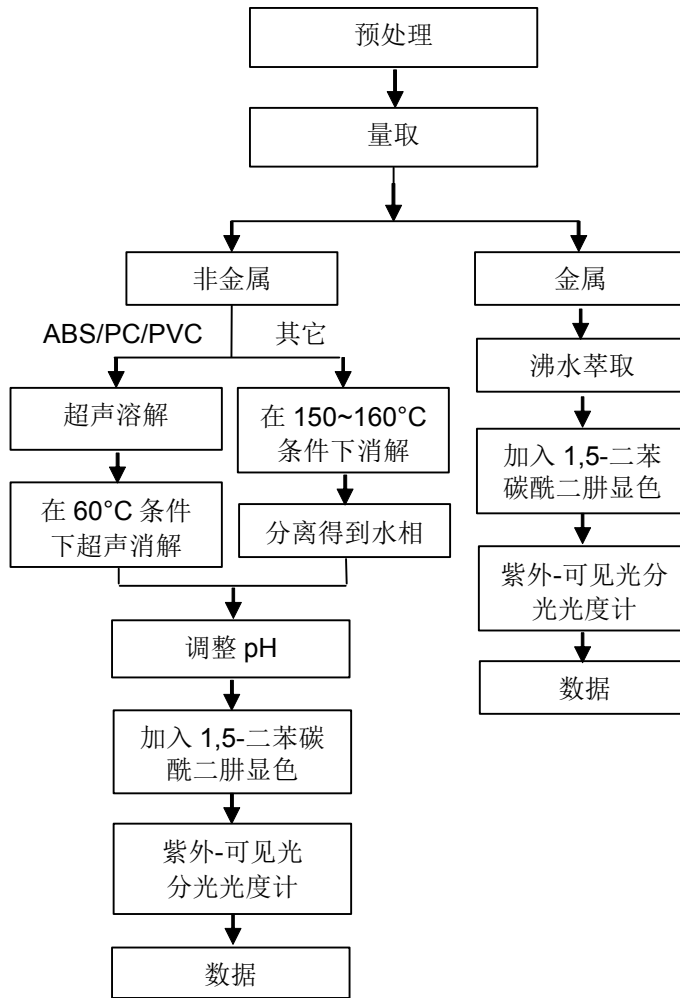 预处理
量取
非金属
金属
ABS/PC/PVC
其它
超声溶解
在 60°C 条件
下超声消解
在 150~160°C
条件下消解
分离得到水相
调整 pH
加入 1,5-二苯碳
酰二肼显色
紫外-可见光
分光光度计
数据
沸水萃取
加入 1,5-二苯
碳酰二肼显色
紫外-可见光分
光光度计
数据